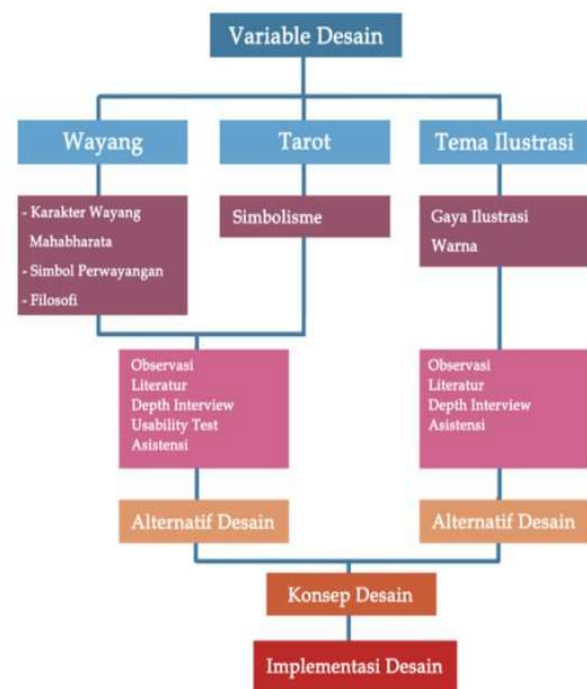 Variable Desain
Wayang
Tarot
Tema Ilustrasi
- Karakter Wayang
Mahabharata
- Simbol Perwayangan
- Filosofi
Simbolisme
Gaya Ilustrasi
Warna
Observasi
Literatur
Depth Interview
Usability Test
Asistensi
Observasi
Literatur
Depth Interview
Asistensi
Alternatif Desain
Alternatif Desain
Konsep Desain
Implementasi Desain